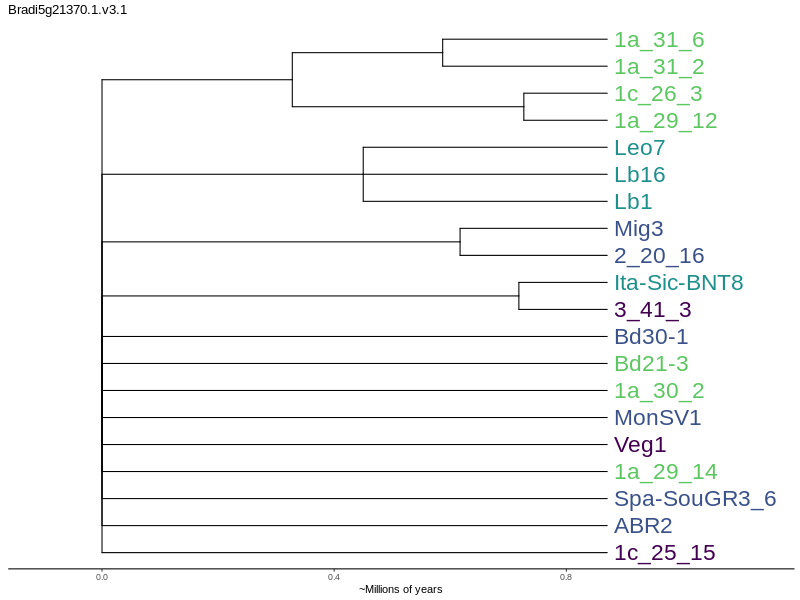 Bradi5g21370.1.v3.1
1a_31_6
1a_31_2
1c_26_3
1a_29_12
Leo7
Lb16
Lb1
Mig3
2_20_16
Ita-Sic-BNT8
3_41_3
Bd30-1
Bd21-3
1a_30_2
MonSV1
Veg1
1a_29_14
Spa-SouGR3_6
ABR2
1c_25_15
0.0 0.4 0.8
~Millions of years